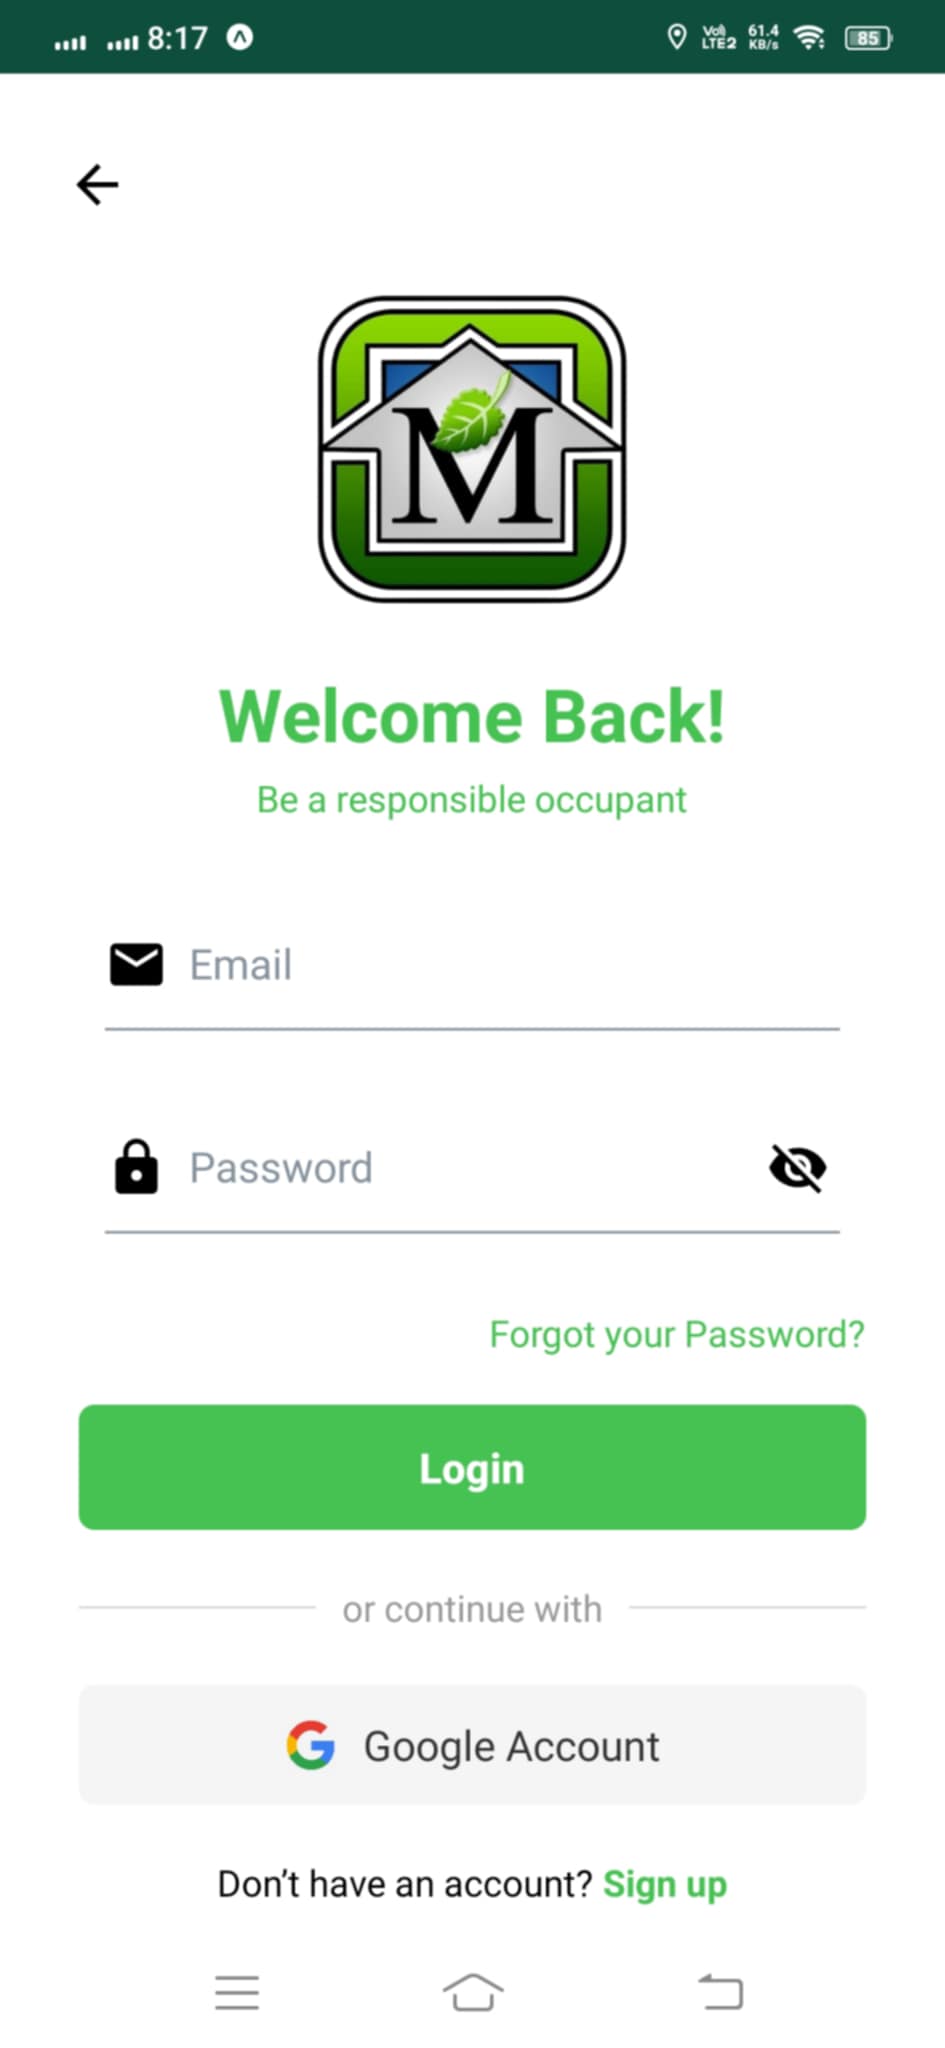 8:17
Vo) LTE2 61.4 KB/s 85
M
Welcome Back!
Be a responsible occupant
Email
Password
Forgot your Password?
Login
or continue with
Google Account
Don’t have an account? Sign up